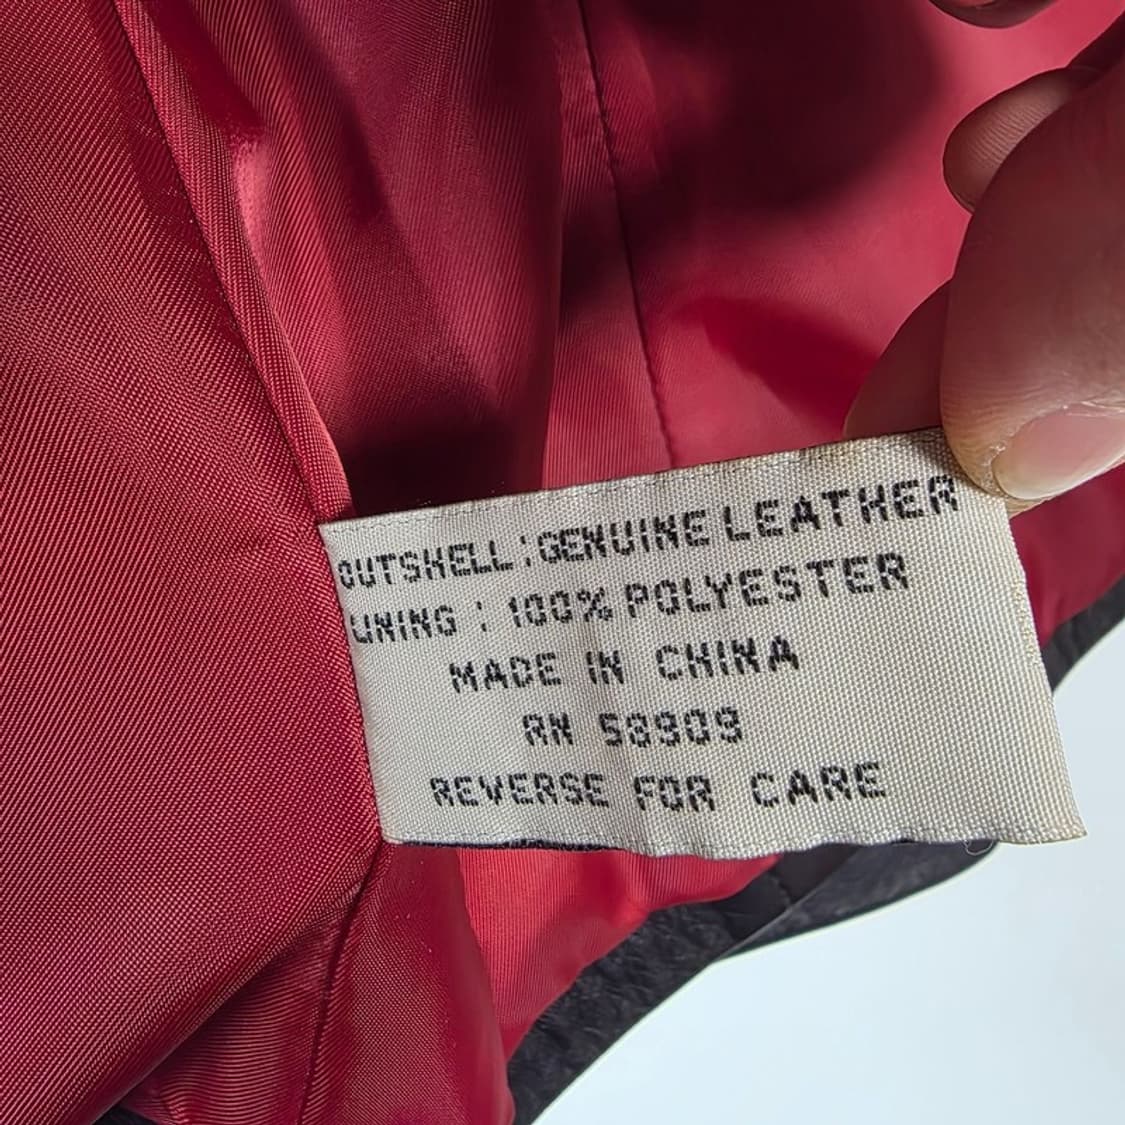 OUTSHELL : GENUINE LEATHER
LINING : 100% POLYESTER
MADE IN CHINA
RN 58909
REVERSE FOR CARE